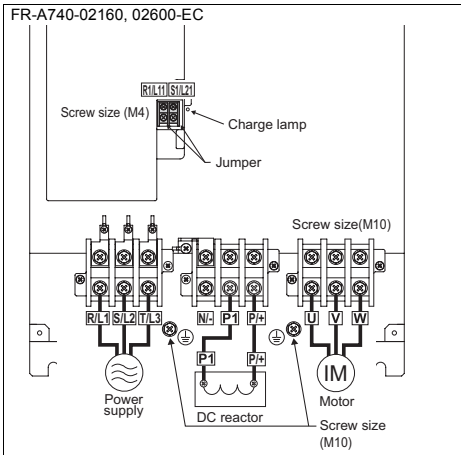 FR-A740-02160, 02600-EC
R1/L11 S1/L21
Screw size (M4)
Charge lamp
Jumper
Screw size(M10)
R/L1 S/L2 T/L3 N/- P1 P/+ U V W
P1 P/+
IM
Power
supply
Motor
DC reactor
Screw size
(M10)